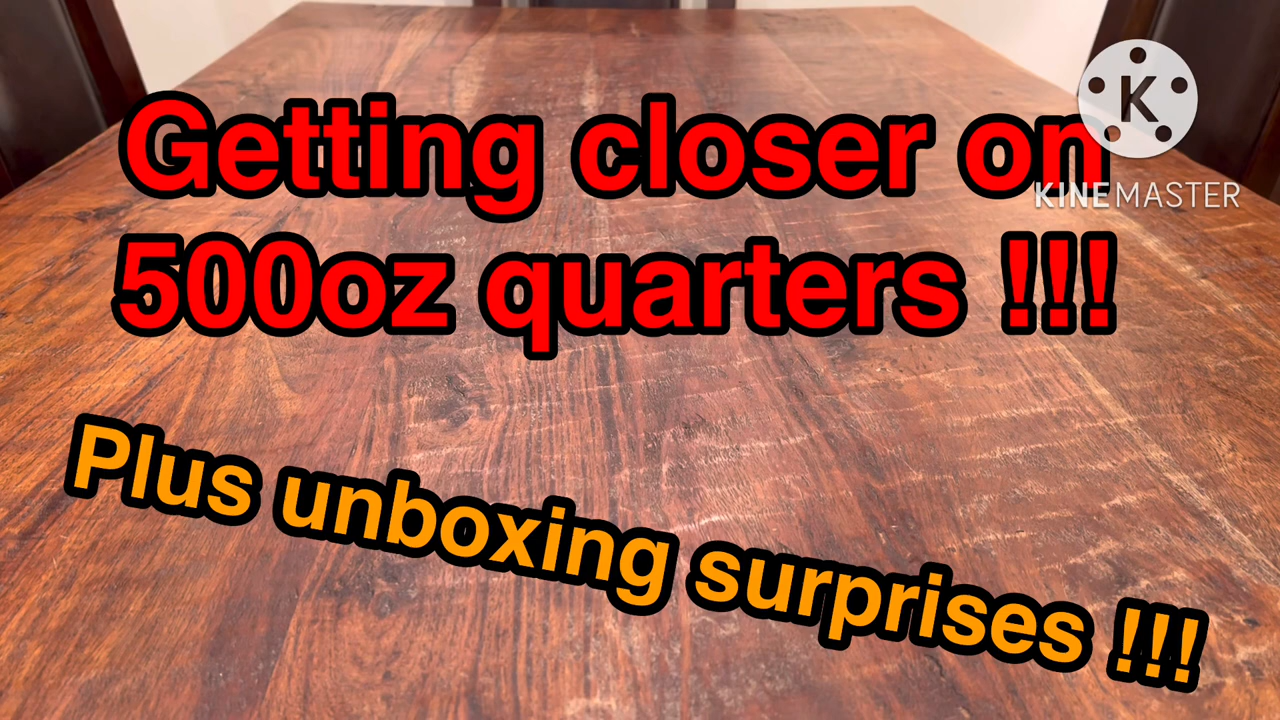 Getting closer on
500oz quarters !!!
K
KINEMASTER
Plus unboxing surprises !!!